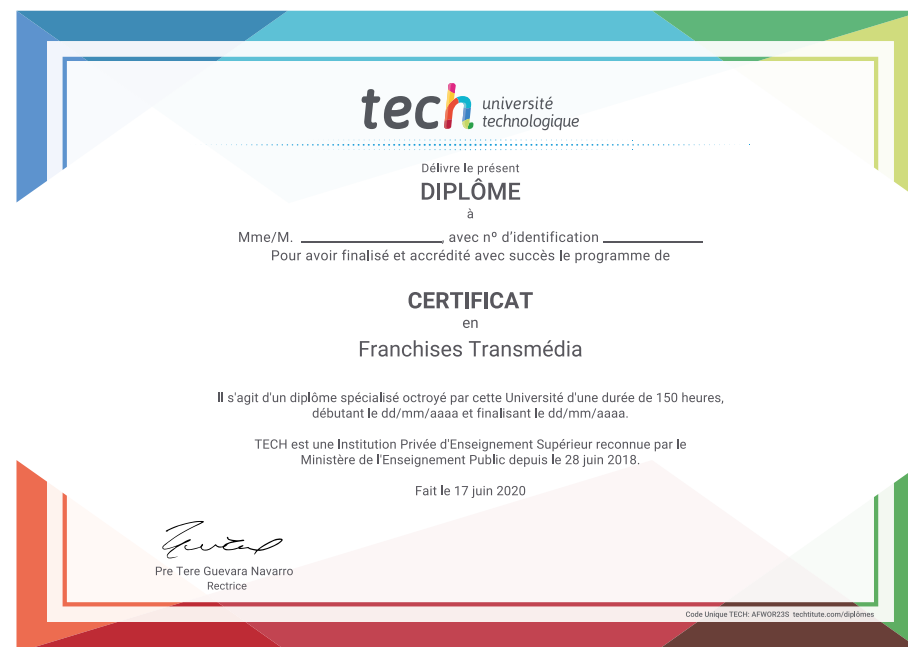 tech université
technologique
Délivre le présent
DIPLÔME
à
Mme/M. ____________, avec nº d'identification ____________
Pour avoir finalisé et accrédité avec succès le programme de
CERTIFICAT
en
Franchises Transmédia
Il s'agit d'un diplôme spécialisé octroyé par cette Université d'une durée de 150 heures,
débutant le dd/mm/aaaa et finalisant le dd/mm/aaaa.
TECH est une Institution Privée d'Enseignement Supérieur reconnue par le
Ministère de l'Enseignement Public depuis le 28 juin 2018.
Fait le 17 juin 2020
Pre Tere Guevara Navarro
Rectrice
Code Unique TECH: AFWOR23S techtitute.com/diplômes